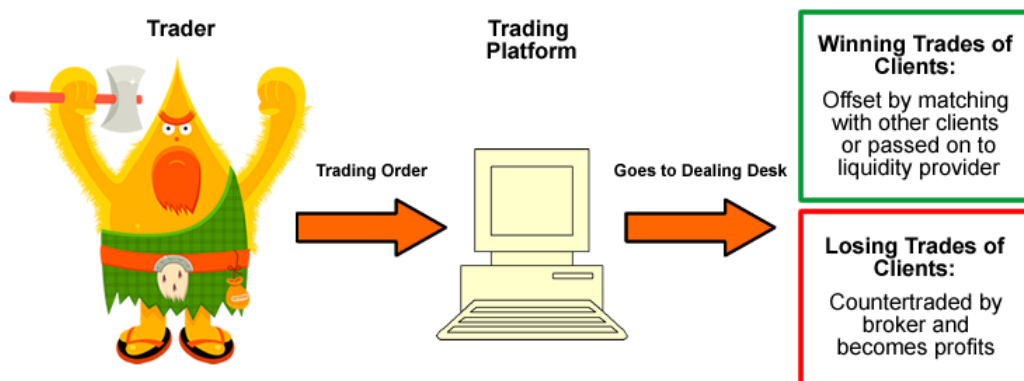 Trader
Trading
Platform
Trading Order
Goes to Dealing Desk
Winning Trades of
Clients:
Offset by matching
with other clients
or passed on to
liquidity provider
Losing Trades of
Clients:
Countertraded by
broker and
becomes profits